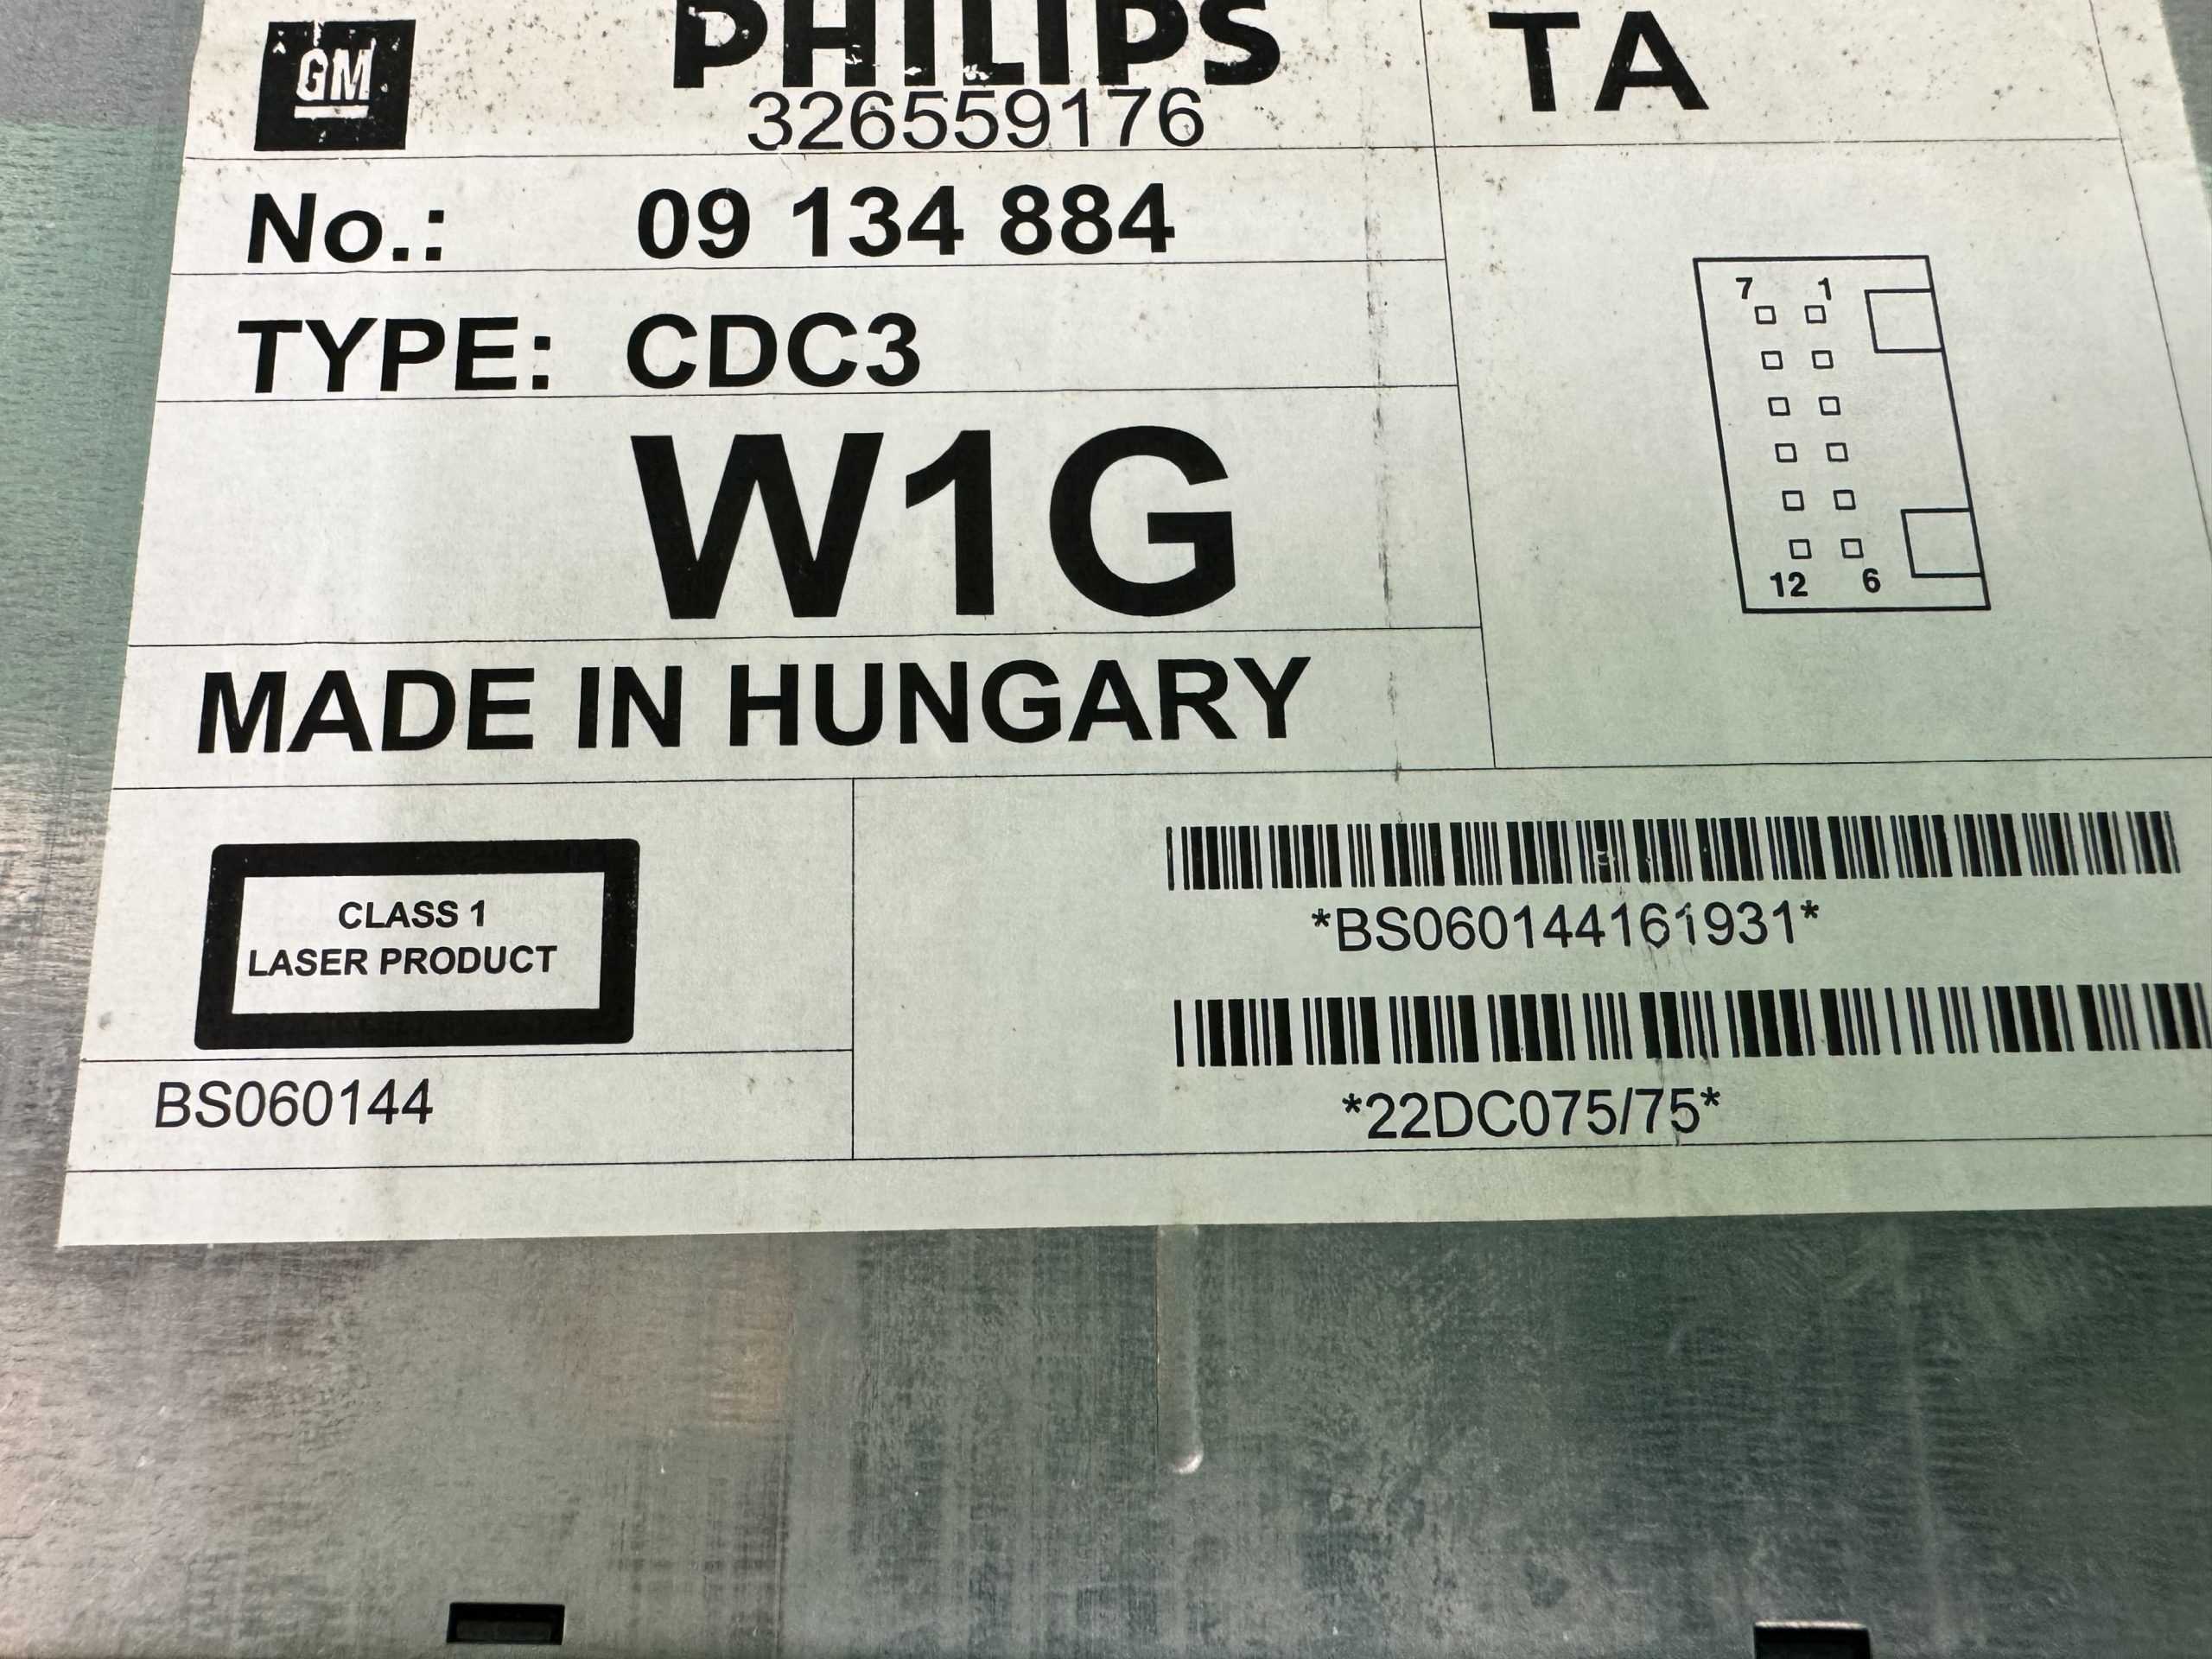 GM
PHILIPS
326559176
TA
No.: 09 134 884
TYPE: CDC3
W1G
MADE IN HUNGARY
7 1
12 6
CLASS 1
LASER PRODUCT
BS060144
*BS060144161931*
*22DC075/75*